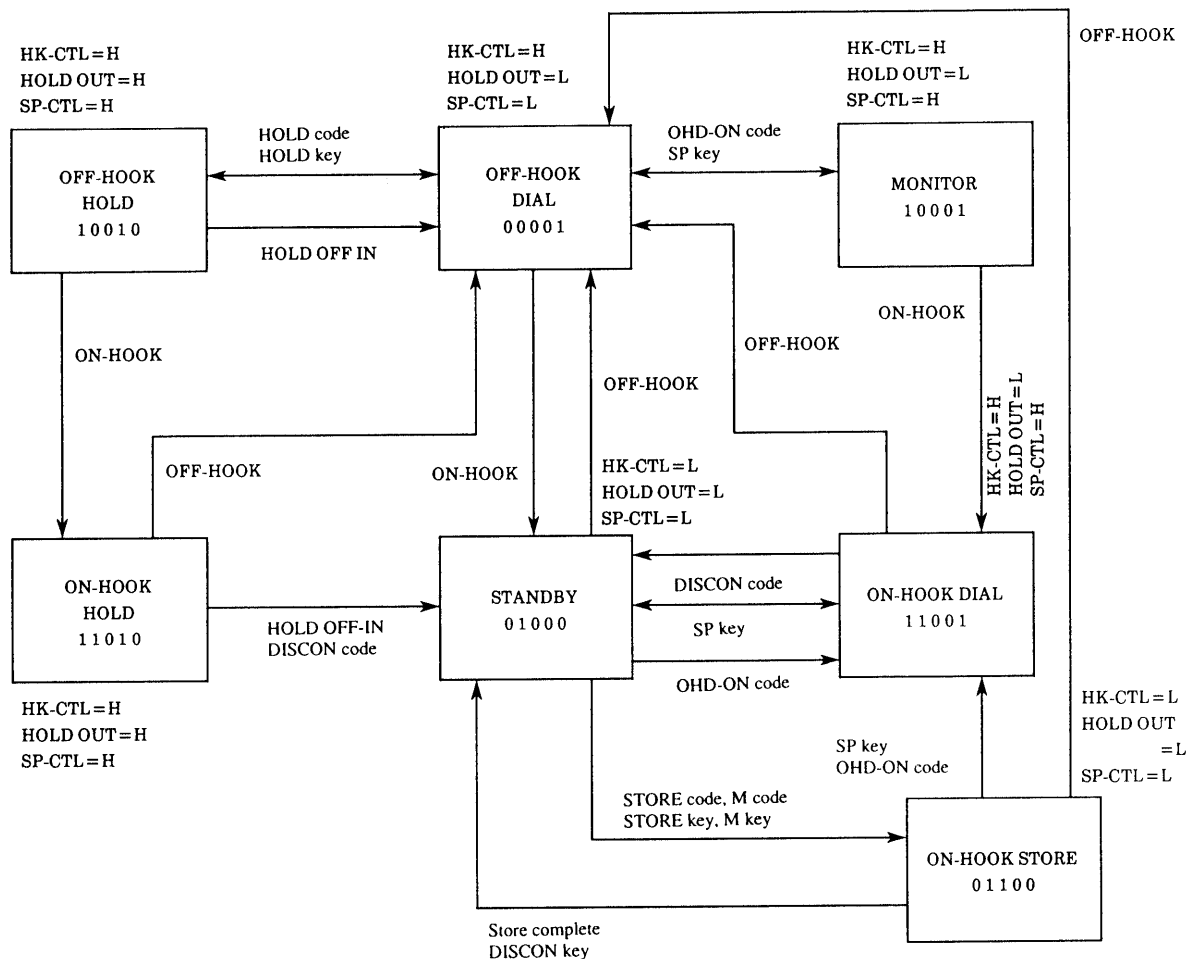 OFF-HOOK
HK-CTL=H
HOLD OUT=H
SP-CTL=H
HK-CTL=H
HOLD OUT=L
SP-CTL=L
HK-CTL=H
HOLD OUT=L
SP-CTL=H
OFF-HOOK
HOLD
10010
HOLD code
HOLD key
HOLD OFF IN
OFF-HOOK
DIAL
00001
OHD-ON code
SP key
MONITOR
10001
ON-HOOK
OFF-HOOK
ON-HOOK
OFF-HOOK
OFF-HOOK
ON-HOOK
HK-CTL=L
HOLD OUT=L
SP-CTL=L
HK-CTL=H
HOLD OUT=L
SP-CTL=H
ON-HOOK
HOLD
11010
HOLD OFF-IN
DISCON code
STANDBY
01000
DISCON code
SP key
OHD-ON code
ON-HOOK DIAL
11001
HK-CTL=H
HOLD OUT=H
SP-CTL=H
SP key
OHD-ON code
HK-CTL=L
HOLD OUT
=L
SP-CTL=L
STORE code, M code
STORE key, M key
ON-HOOK STORE
01100
Store complete
DISCON key